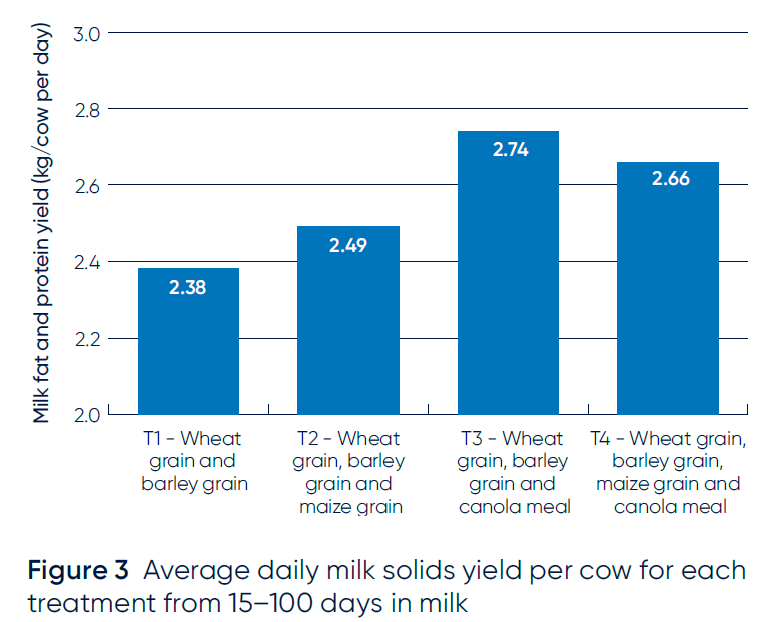 Milk fat and protein yield (kg/cow per day)
3.0
2.8
2.6
2.4
2.2
2.0
2.38
2.49
2.74
2.66
T1 - Wheat
grain and
barley grain
T2 - Wheat
grain, barley
grain and
maize grain
T3 - Wheat
grain, barley
grain and
canola meal
T4 - Wheat grain,
barley grain,
maize grain and
canola meal
Figure 3 Average daily milk solids yield per cow for each
treatment from 15–100 days in milk